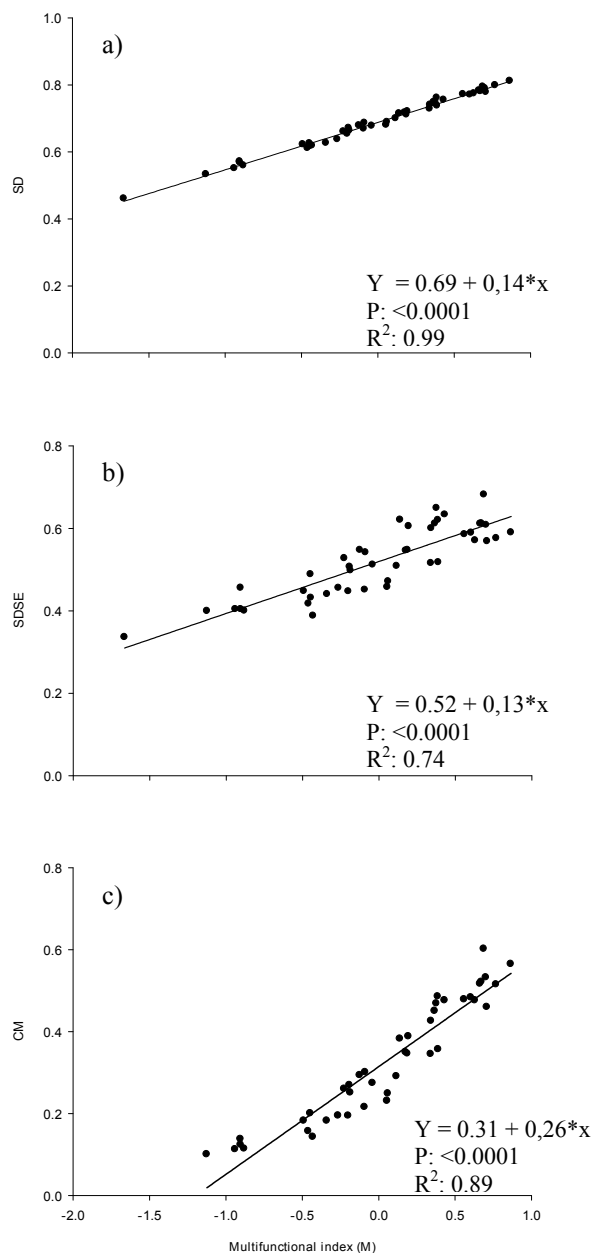 a)
1.0
0.8
0.6
0.4
0.2
0.0
SD
Y = 0.69 + 0,14*x
P: <0.0001
R²: 0.99
b)
0.8
0.6
0.4
0.2
0.0
SDSE
Y = 0.52 + 0,13*x
P: <0.0001
R²: 0.74
c)
0.8
0.6
0.4
0.2
0.0
CM
Y = 0.31 + 0,26*x
P: <0.0001
R²: 0.89
-2.0 -1.5 -1.0 -0.5 0.0 0.5 1.0
Multifunctional index (M)